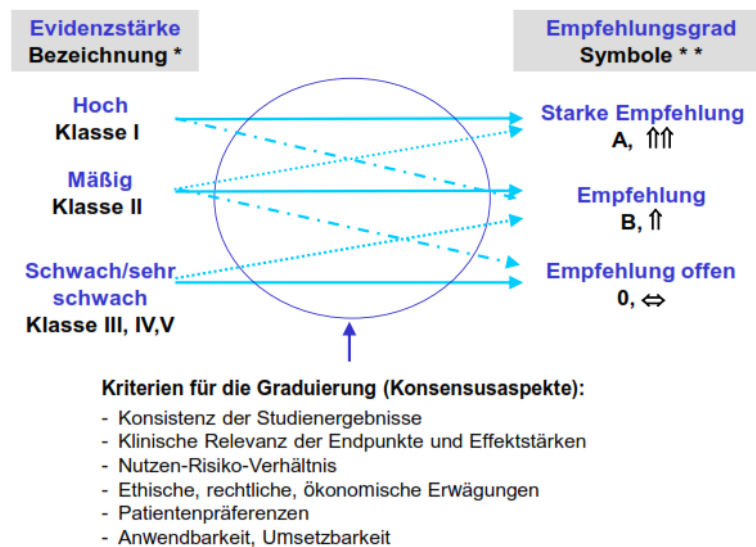 Evidenzstärke
Bezeichnung *
Empfehlungsgrad
Symbole * *
Hoch
Klasse I
Starke Empfehlung
A, ⇑⇑
Mäßig
Klasse II
Empfehlung
B, ⇑
Schwach/sehr
schwach
Klasse III, IV,V
Empfehlung offen
0, ⇔
Kriterien für die Graduierung (Konsensusaspekte):
- Konsistenz der Studienergebnisse
- Klinische Relevanz der Endpunkte und Effektstärken
- Nutzen-Risiko-Verhältnis
- Ethische, rechtliche, ökonomische Erwägungen
- Patientenpräferenzen
- Anwendbarkeit, Umsetzbarkeit